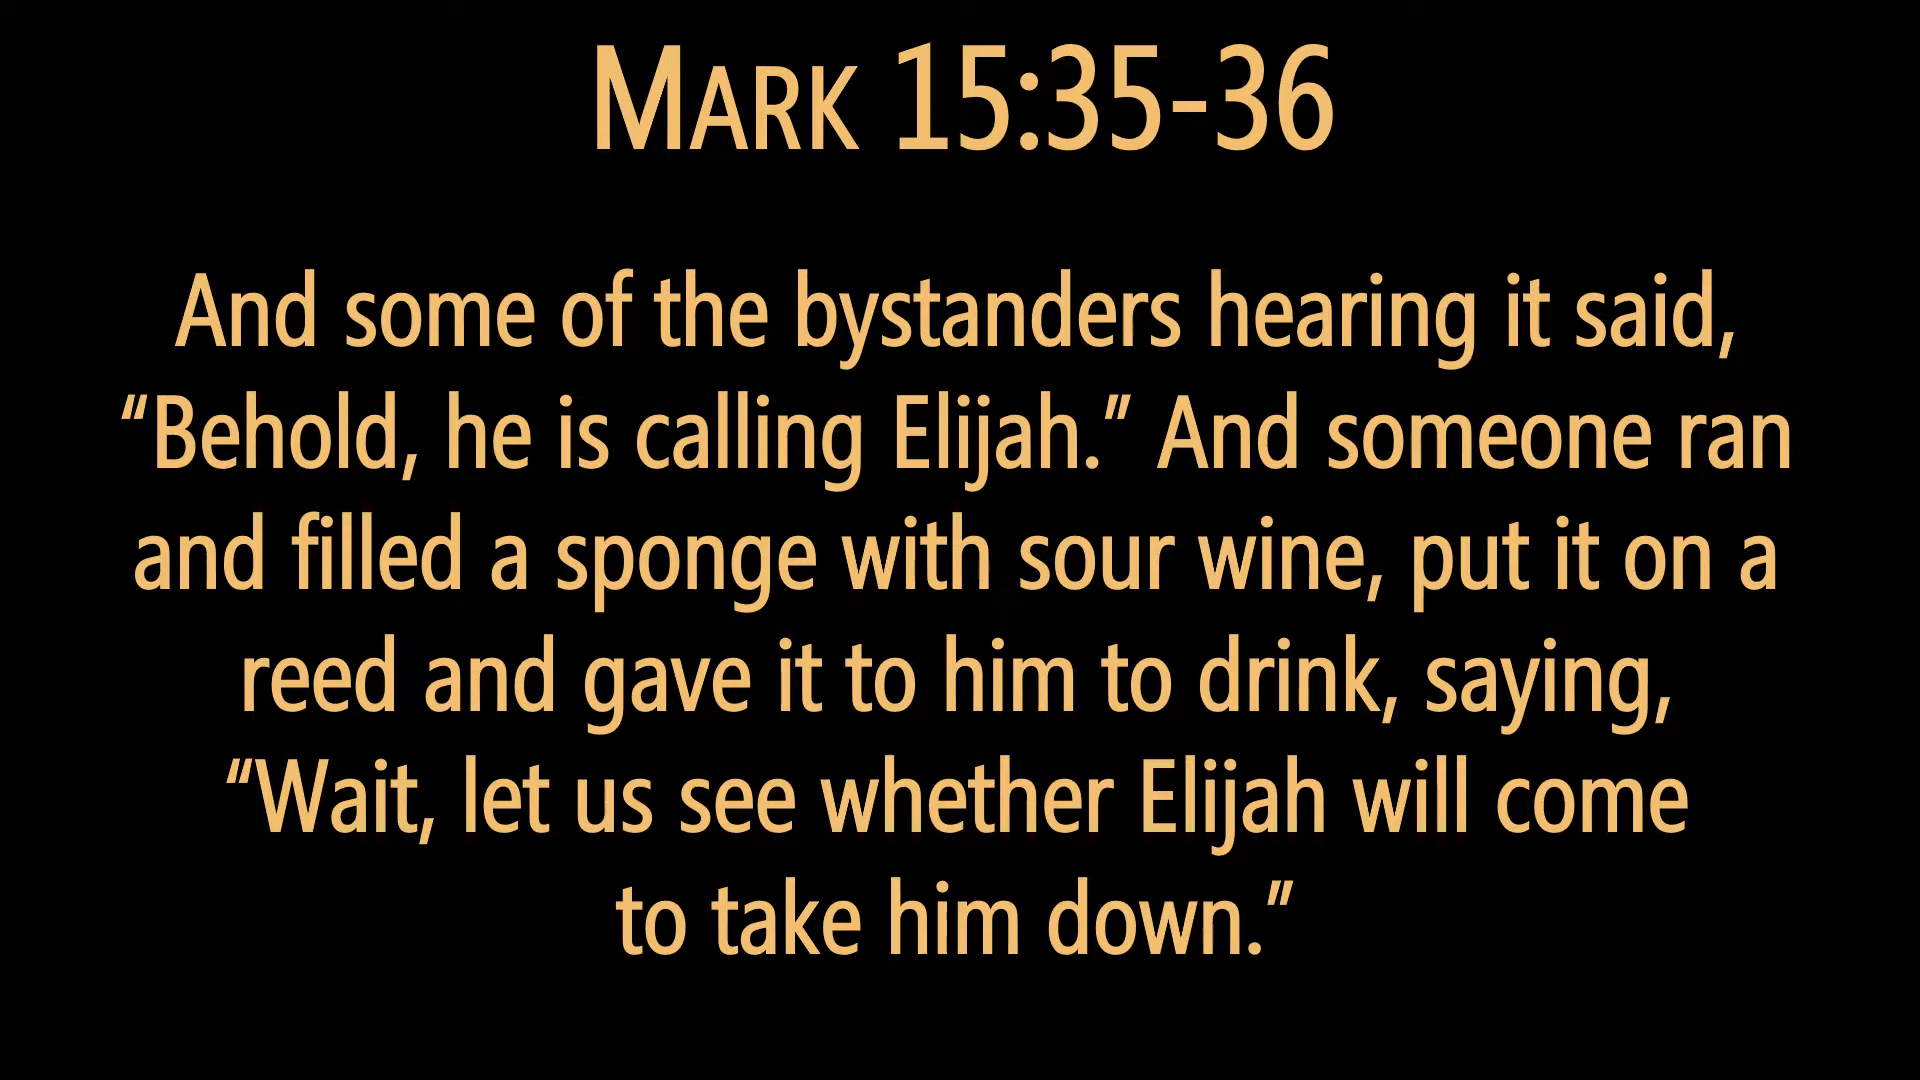 Mark 15:35-36
And some of the bystanders hearing it said,
“Behold, he is calling Elijah.” And someone ran
and filled a sponge with sour wine, put it on a
reed and gave it to him to drink, saying,
“Wait, let us see whether Elijah will come
to take him down.”